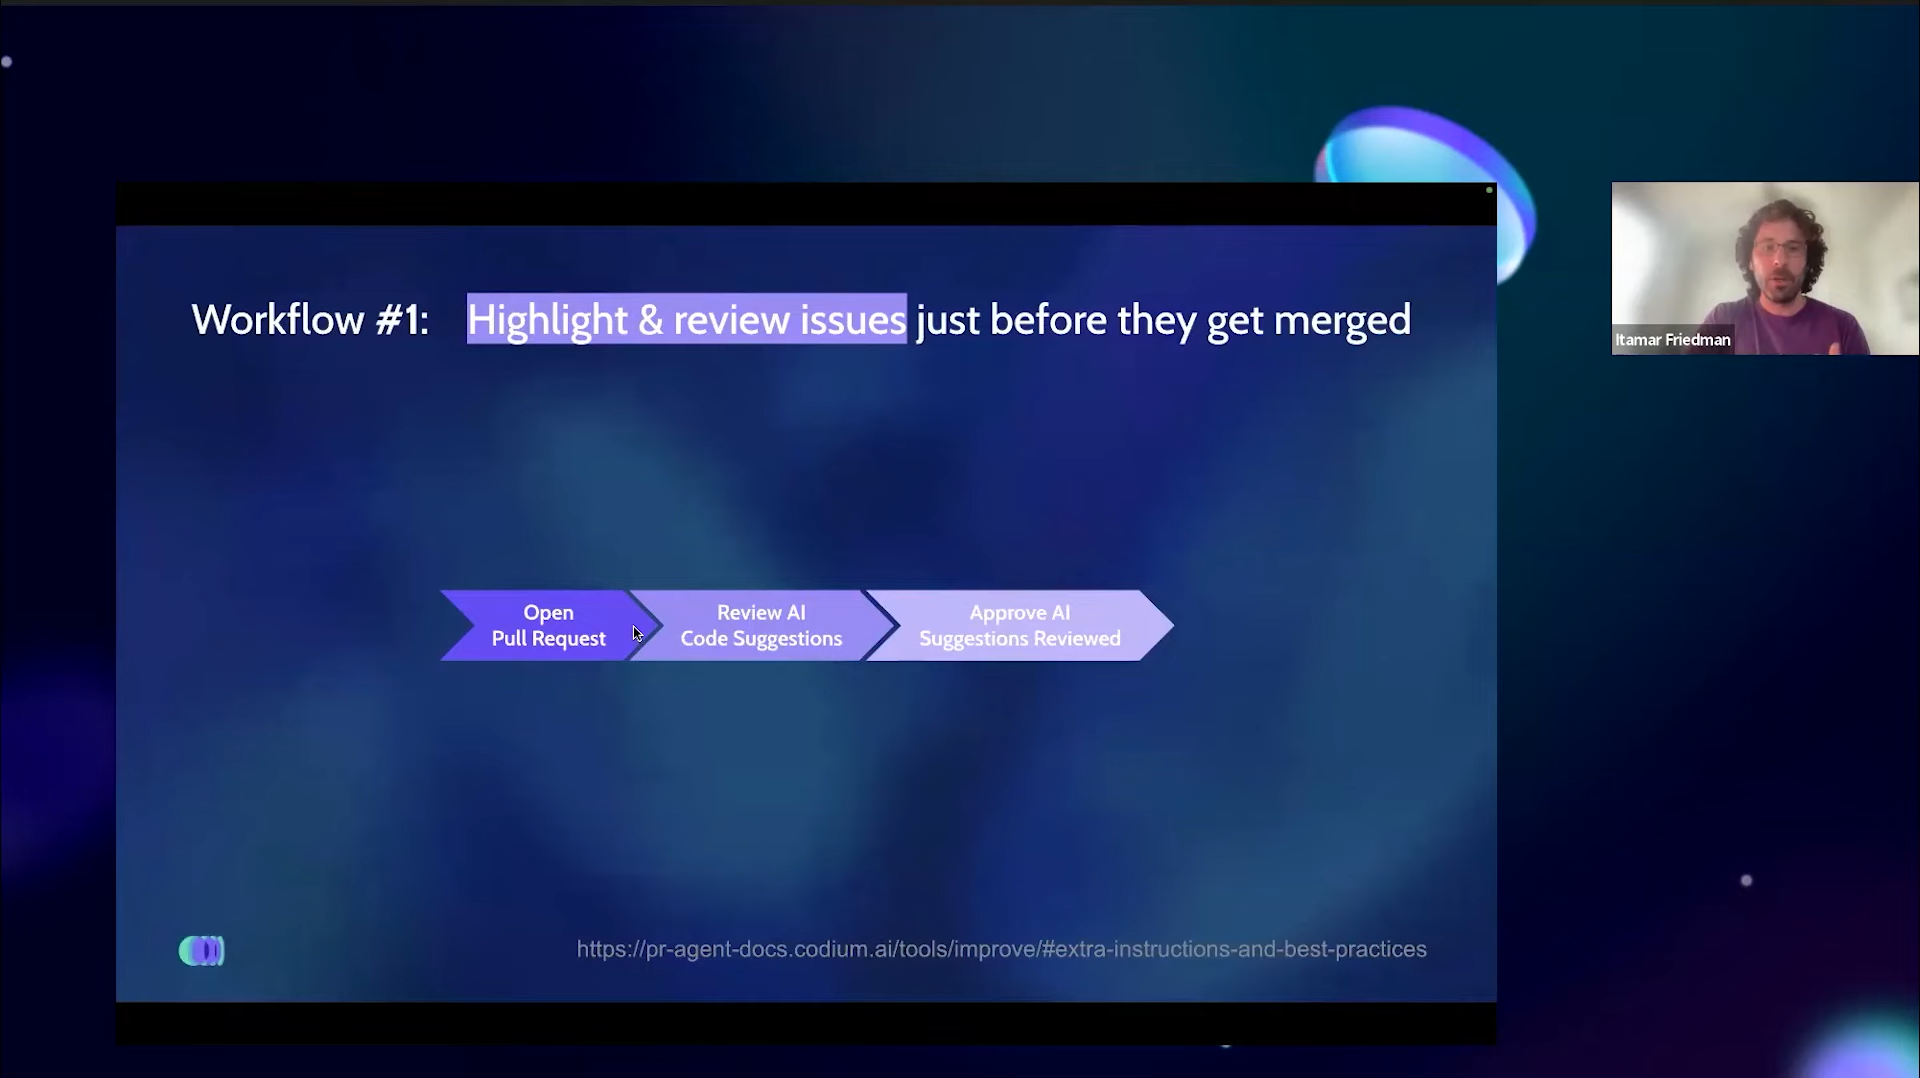 Workflow #1: Highlight & review issues just before they get merged
Itamar Friedman
Open
Pull Request
Review AI
Code Suggestions
Approve AI
Suggestions Reviewed
https://pr-agent-docs.codium.ai/tools/improve/#extra-instructions-and-best-practices